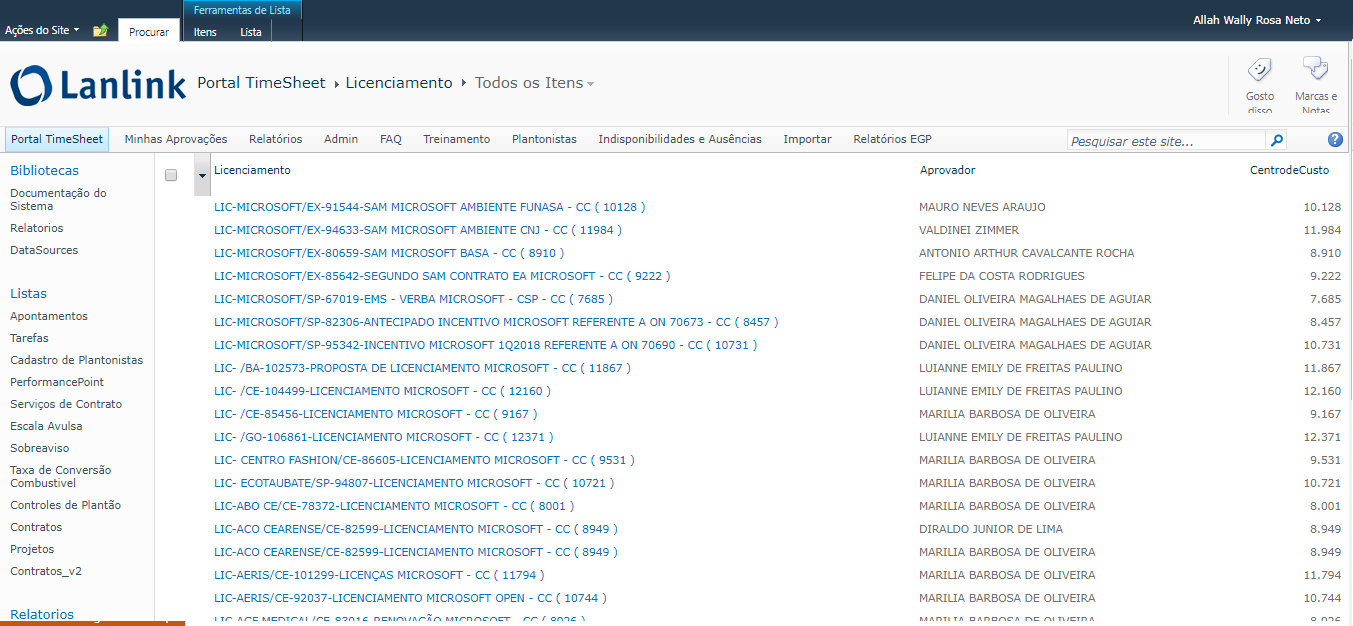 Ferramentas de Lista
Allah Wally Rosa Neto
Ações do Site
Procurar
Itens
Lista
Lanlink
Portal TimeSheet
Licenciamento
Todos os Itens
Gosto disso
Marcas e Notas
Portal TimeSheet
Minhas Aprovações
Relatórios
Admin
FAQ
Treinamento
Plantonistas
Indisponibilidades e Ausências
Importar
Relatórios EGP
Pesquisar este site...
Bibliotecas
Documentação do
Sistema
Relatorios
DataSources
Listas
Apontamentos
Tarefas
Cadastro de Plantonistas
PerformancePoint
Serviços de Contrato
Escala Avulsa
Sobreaviso
Taxa de Conversão
Combustivel
Controles de Plantão
Contratos
Projetos
Contratos_v2
Relatorios
Licenciamento Aprovador CentrodeCusto
LIC-MICROSOFT/EX-91544-SAM MICROSOFT AMBIENTE FUNASA - CC ( 10128 ) MAURO NEVES ARAUJO 10.128
LIC-MICROSOFT/EX-94633-SAM MICROSOFT AMBIENTE CNJ - CC ( 11984 ) VALDINEI ZIMMER 11.984
LIC-MICROSOFT/EX-80659-SAM MICROSOFT BASA - CC ( 8910 ) ANTONIO ARTHUR CAVALCANTE ROCHA 8.910
LIC-MICROSOFT/EX-85642-SEGUNDO SAM CONTRATO EA MICROSOFT - CC ( 9222 ) FELIPE DA COSTA RODRIGUES 9.222
LIC-MICROSOFT/SP-67019-EMS - VERBA MICROSOFT - CSP - CC ( 7685 ) DANIEL OLIVEIRA MAGALHAES DE AGUIAR 7.685
LIC-MICROSOFT/SP-82306-ANTECIPADO INCENTIVO MICROSOFT REFERENTE A ON 70673 - CC ( 8457 ) DANIEL OLIVEIRA MAGALHAES DE AGUIAR 8.457
LIC-MICROSOFT/SP-95342-INCENTIVO MICROSOFT 1Q2018 REFERENTE A ON 70690 - CC ( 10731 ) DANIEL OLIVEIRA MAGALHAES DE AGUIAR 10.731
LIC- /BA-102573-PROPOSTA DE LICENCIAMENTO MICROSOFT - CC ( 11867 ) LUIANNE EMILY DE FREITAS PAULINO 11.867
LIC- /CE-104499-LICENCIAMENTO MICROSOFT - CC ( 12160 ) LUIANNE EMILY DE FREITAS PAULINO 12.160
LIC- /CE-85456-LICENCIAMENTO MICROSOFT - CC ( 9167 ) MARILIA BARBOSA DE OLIVEIRA 9.167
LIC- /GO-106861-LICENCIAMENTO MICROSOFT - CC ( 12371 ) LUIANNE EMILY DE FREITAS PAULINO 12.371
LIC- CENTRO FASHION/CE-86605-LICENCIAMENTO MICROSOFT - CC ( 9531 ) MARILIA BARBOSA DE OLIVEIRA 9.531
LIC- ECOTAUBATE/SP-94807-LICENCIAMENTO MICROSOFT - CC ( 10721 ) MARILIA BARBOSA DE OLIVEIRA 10.721
LIC-ABO CE/CE-78372-LICENCIAMENTO MICROSOFT - CC ( 8001 ) MARILIA BARBOSA DE OLIVEIRA 8.001
LIC-ACO CEARENSE/CE-82599-LICENCIAMENTO MICROSOFT - CC ( 8949 ) DIRALDO JUNIOR DE LIMA 8.949
LIC-ACO CEARENSE/CE-82599-LICENCIAMENTO MICROSOFT - CC ( 8949 ) MARILIA BARBOSA DE OLIVEIRA 8.949
LIC-AERIS/CE-101299-LICENÇAS MICROSOFT - CC ( 11794 ) MARILIA BARBOSA DE OLIVEIRA 11.794
LIC-AERIS/CE-92037-LICENCIAMENTO MICROSOFT OPEN - CC ( 10744 ) MARILIA BARBOSA DE OLIVEIRA 10.744
LIC-AGF MEDICAL/CE-83016-RENOVAÇÃO MICROSOFT - CC ( 8926 ) MARILIA BARBOSA DE OLIVEIRA 8.926